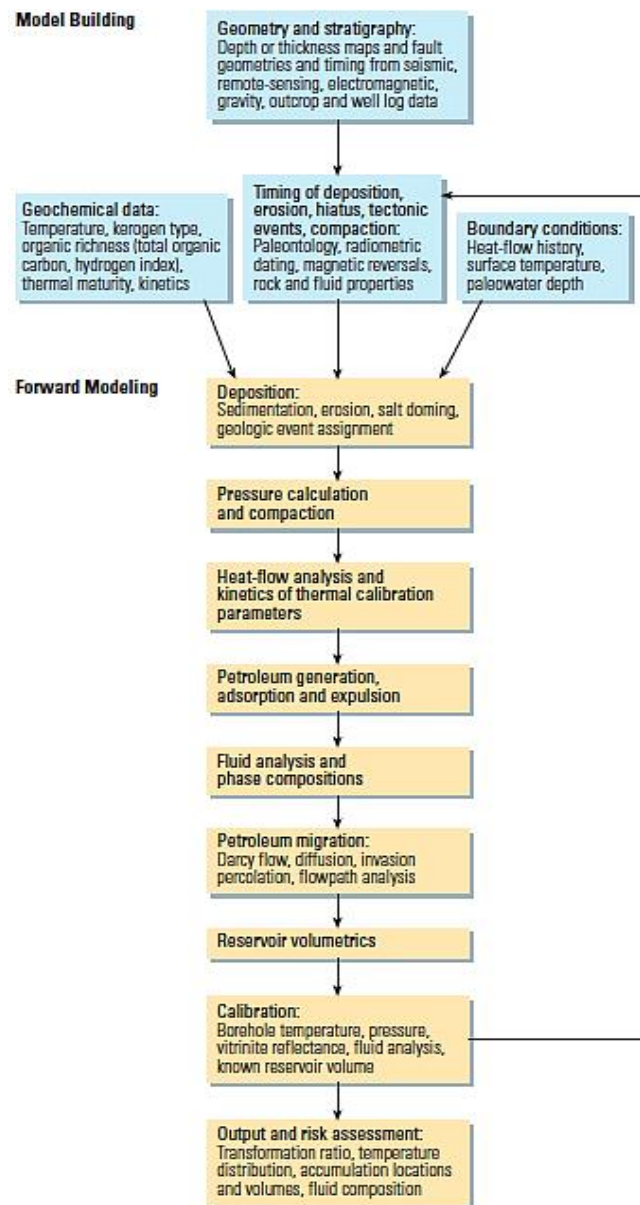 Model Building
Geometry and stratigraphy:
Depth or thickness maps and fault
geometries and timing from seismic,
remote-sensing, electromagnetic,
gravity, outcrop and well log data
Geochemical data:
Temperature, kerogen type,
organic richness (total organic
carbon, hydrogen index),
thermal maturity, kinetics
Timing of deposition,
erosion, hiatus, tectonic
events, compaction:
Paleontology, radiometric
dating, magnetic reversals,
rock and fluid properties
Boundary conditions:
Heat-flow history,
surface temperature,
paleowater depth
Forward Modeling
Deposition:
Sedimentation, erosion, salt doming,
geologic event assignment
Pressure calculation
and compaction
Heat-flow analysis and
kinetics of thermal calibration
parameters
Petroleum generation,
adsorption and expulsion
Fluid analysis and
phase compositions
Petroleum migration:
Darcy flow, diffusion, invasion
percolation, flowpath analysis
Reservoir volumetrics
Calibration:
Borehole temperature, pressure,
vitrinite reflectance, fluid analysis,
known reservoir volume
Output and risk assessment:
Transformation ratio, temperature
distribution, accumulation locations
and volumes, fluid composition